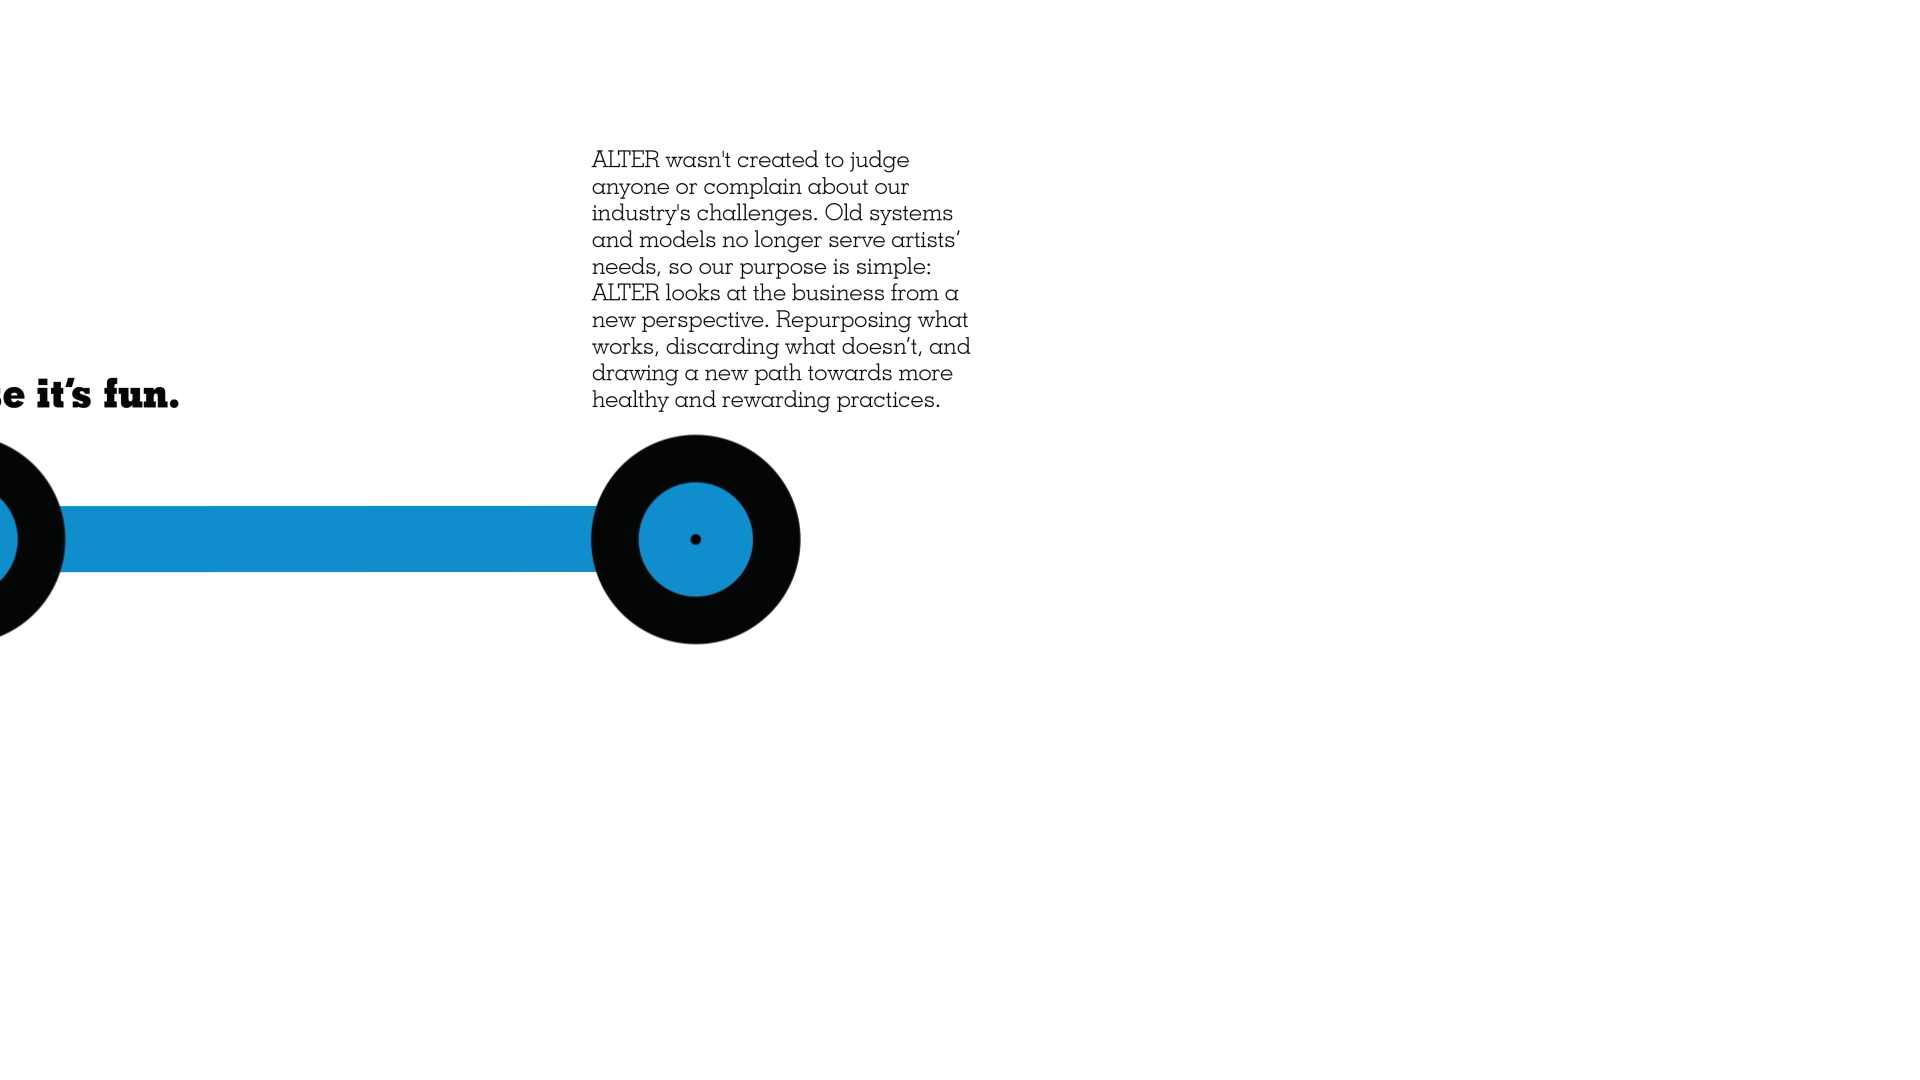 ALTER wasn't created to judge
anyone or complain about our
industry's challenges. Old systems
and models no longer serve artists’
needs, so our purpose is simple:
ALTER looks at the business from a
new perspective. Repurposing what
works, discarding what doesn’t, and
drawing a new path towards more
healthy and rewarding practices.
it’s fun.